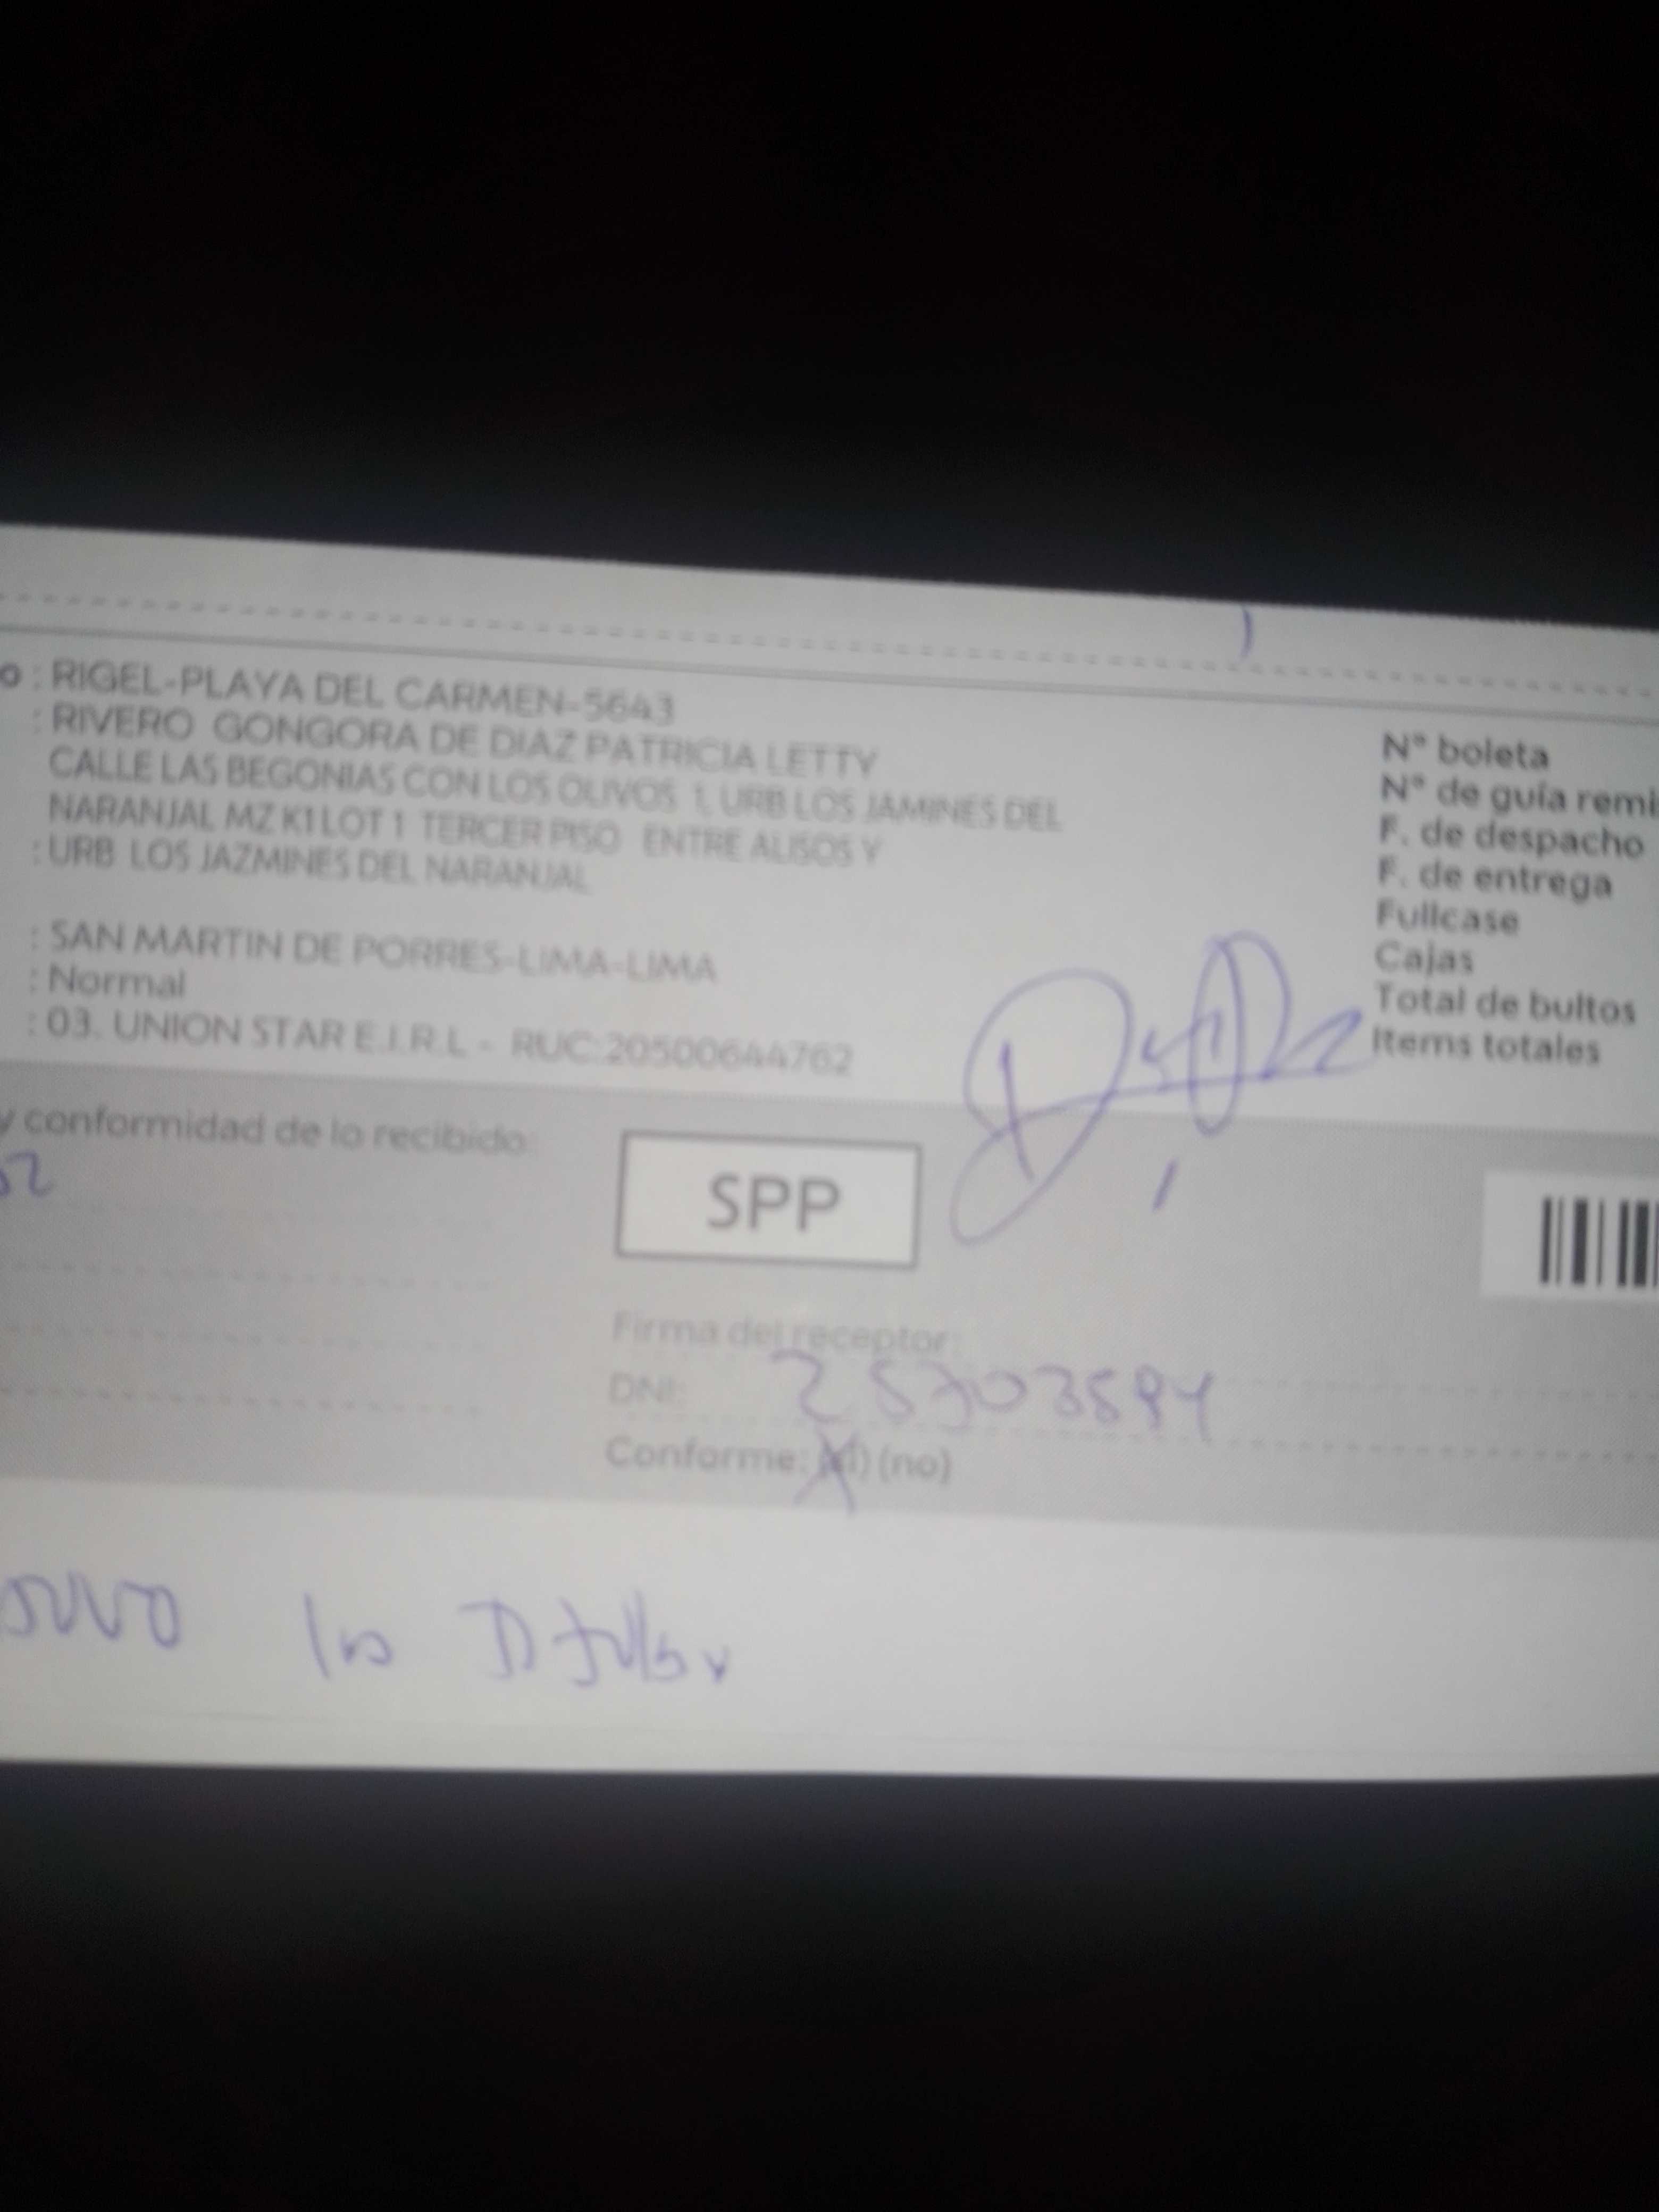 o : RIGEL-PLAYA DEL CARMEN-5643
: RIVERO GONGORA DE DIAZ PATRICIA LETTY
CALLE LAS BEGONIAS CON LOS OLIVOS 1, URB LOS JAMINES DEL
NARANJAL MZ K1 LOT 1 TERCER PISO ENTRE ALISOS Y
: URB LOS JAZMINES DEL NARANJAL
: SAN MARTIN DE PORRES-LIMA-LIMA
: Normal
: 03. UNION STAR E.I.R.L - RUC:20500644762
N° boleta
N° de guía remi
F. de despacho
F. de entrega
Fullcase
Cajas
Total de bultos
Items totales
y conformidad de lo recibido:
SPP
Firma del receptor:
DNI:
Conforme: (si) (no)